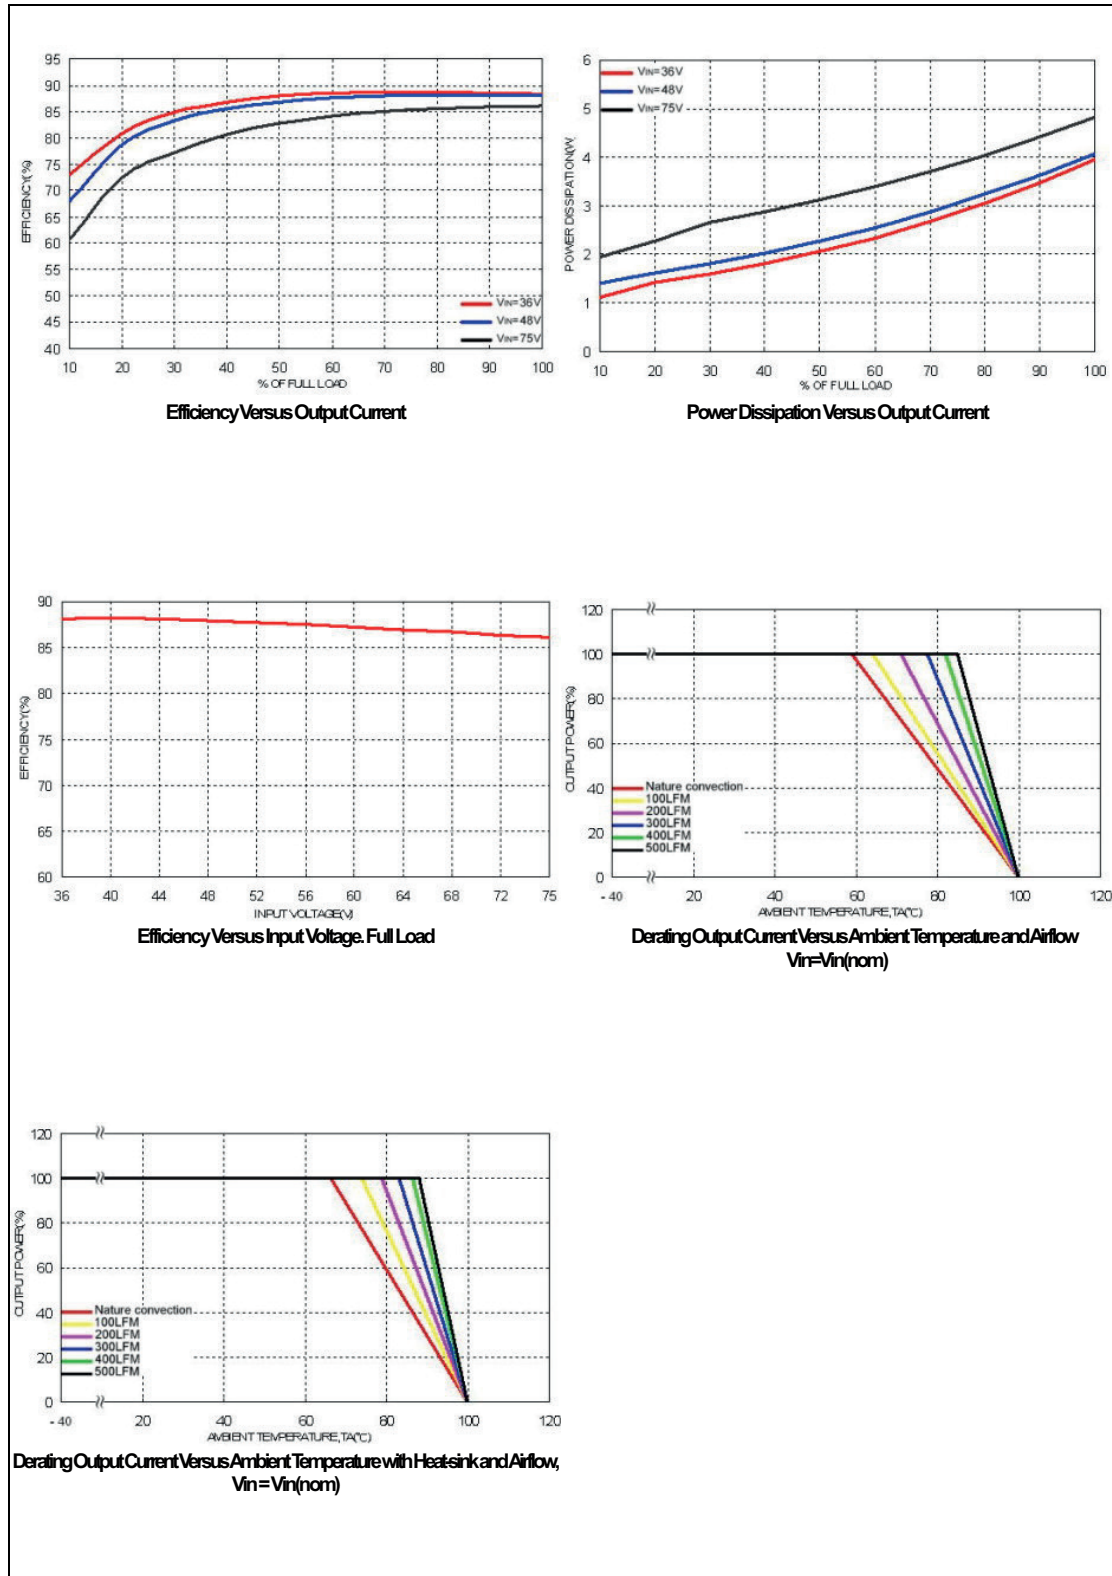 95
90
85
80
75
70
65
60
55
50
45
40
EFFICIENCY(%)
VIN=36V
VIN=48V
VIN=75V
10 20 30 40 50 60 70 80 90 100
% OF FULL LOAD
Efficiency Versus Output Current
6
5
4
3
2
1
0
POWER DISSIPATION(W
VIN=36V
VIN=48V
VIN=75V
10 20 30 40 50 60 70 80 90 100
% OF FULL LOAD
Power Dissipation Versus Output Current
90
85
80
75
70
65
60
EFFICIENCY(%)
36 40 44 48 52 56 60 64 68 72 75
INPUT VOLTAGE(V)
Efficiency Versus Input Voltage. Full Load
120
100
80
60
40
20
0
OUTPUT POWER(%)
Nature convection
100LFM
200LFM
300LFM
400LFM
500LFM
-40 20 40 60 80 100 120
AMBIENT TEMPERATURE,TA(℃)
Derating Output Current Versus Ambient Temperature and Airflow
Vin=Vin(nom)
120
100
80
60
40
20
0
OUTPUT POWER(%)
Nature convection
100LFM
200LFM
300LFM
400LFM
500LFM
-40 20 40 60 80 100 120
AMBIENT TEMPERATURE,TA(℃)
Derating Output Current Versus Ambient Temperature with Heat-sink and Airflow,
Vin = Vin(nom)